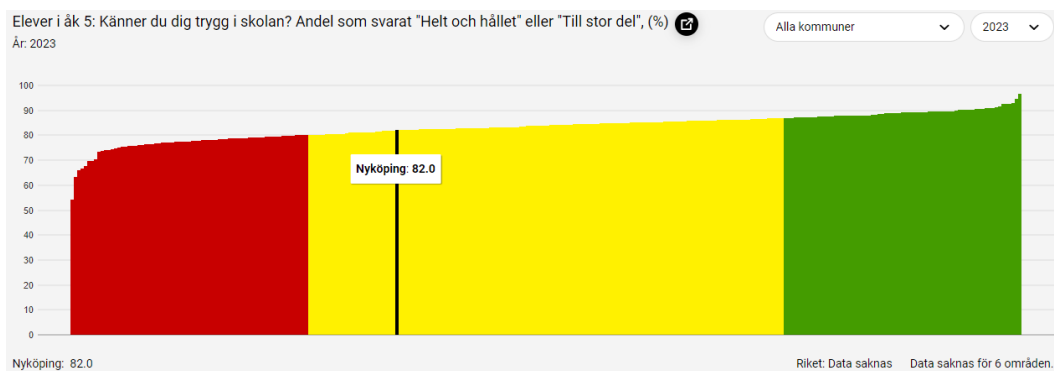 Elever i åk 5: Känner du dig trygg i skolan? Andel som svarat "Helt och hållet" eller "Till stor del", (%)
År: 2023
Alla kommuner
2023
100
90
80
70
60
50
40
30
20
10
0
Nyköping: 82.0
Nyköping: 82.0
Riket: Data saknas
Data saknas för 6 områden.